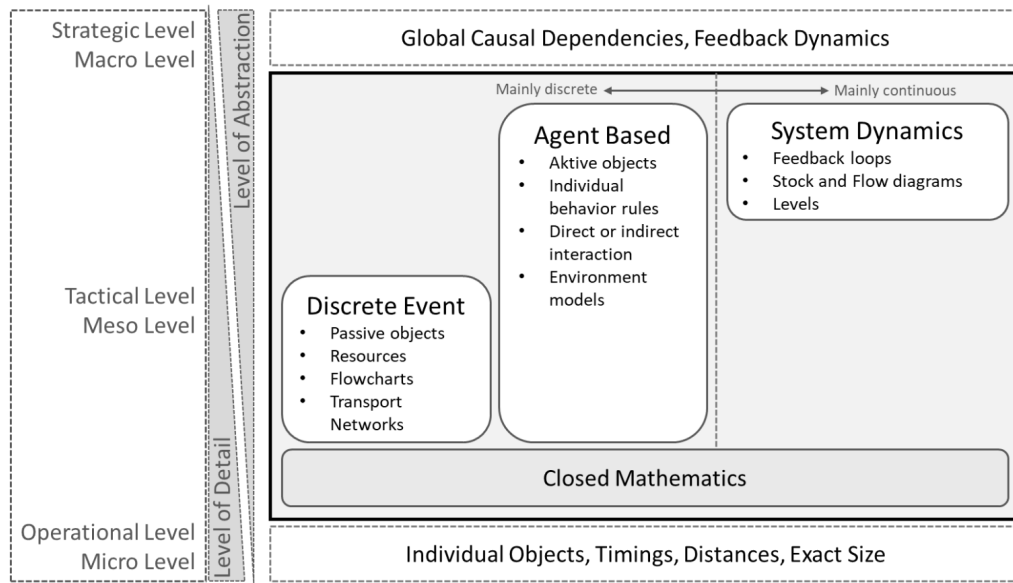 Strategic Level
Macro Level
Level of Abstraction
Global Causal Dependencies, Feedback Dynamics
Mainly discrete
Mainly continuous
Agent Based
• Aktive objects
• Individual
behavior rules
• Direct or indirect
interaction
• Environment
models
System Dynamics
• Feedback loops
• Stock and Flow diagrams
• Levels
Tactical Level
Meso Level
Discrete Event
• Passive objects
• Resources
• Flowcharts
• Transport
Networks
Level of Detail
Closed Mathematics
Operational Level
Micro Level
Individual Objects, Timings, Distances, Exact Size